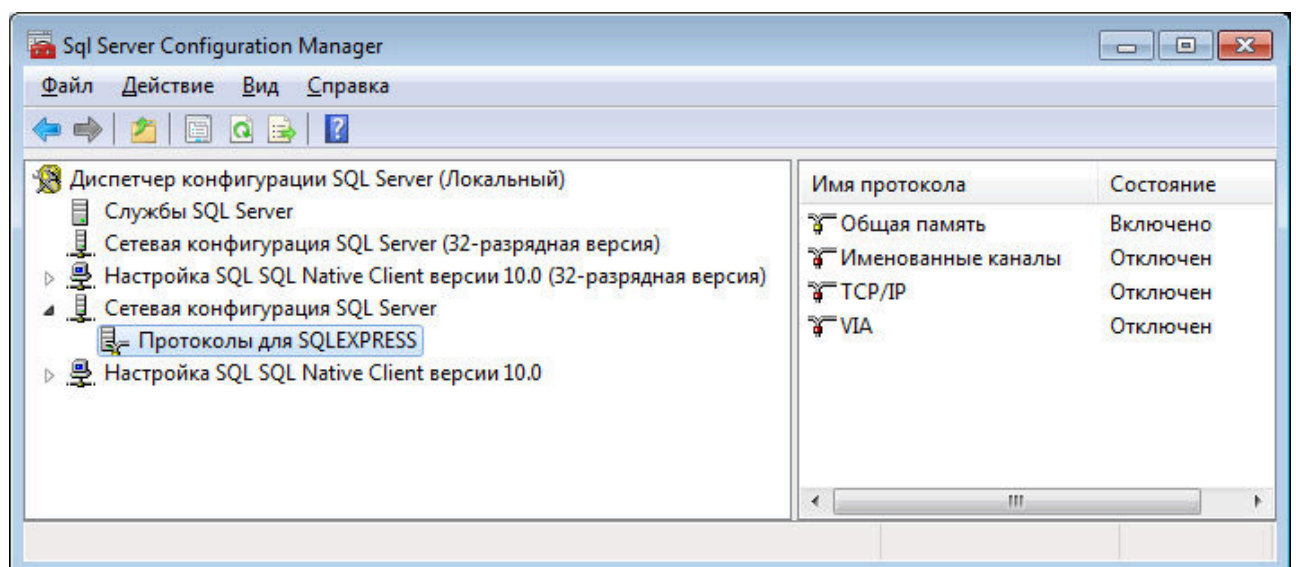 Sql Server Configuration Manager
Файл Действие Вид Справка
Диспетчер конфигурации SQL Server (Локальный)
Службы SQL Server
Сетевая конфигурация SQL Server (32-разрядная версия)
Настройка SQL SQL Native Client версии 10.0 (32-разрядная версия)
Сетевая конфигурация SQL Server
Протоколы для SQLEXPRESS
Настройка SQL SQL Native Client версии 10.0
Имя протокола Состояние
Общая память Включено
Именованные каналы Отключен
TCP/IP Отключен
VIA Отключен